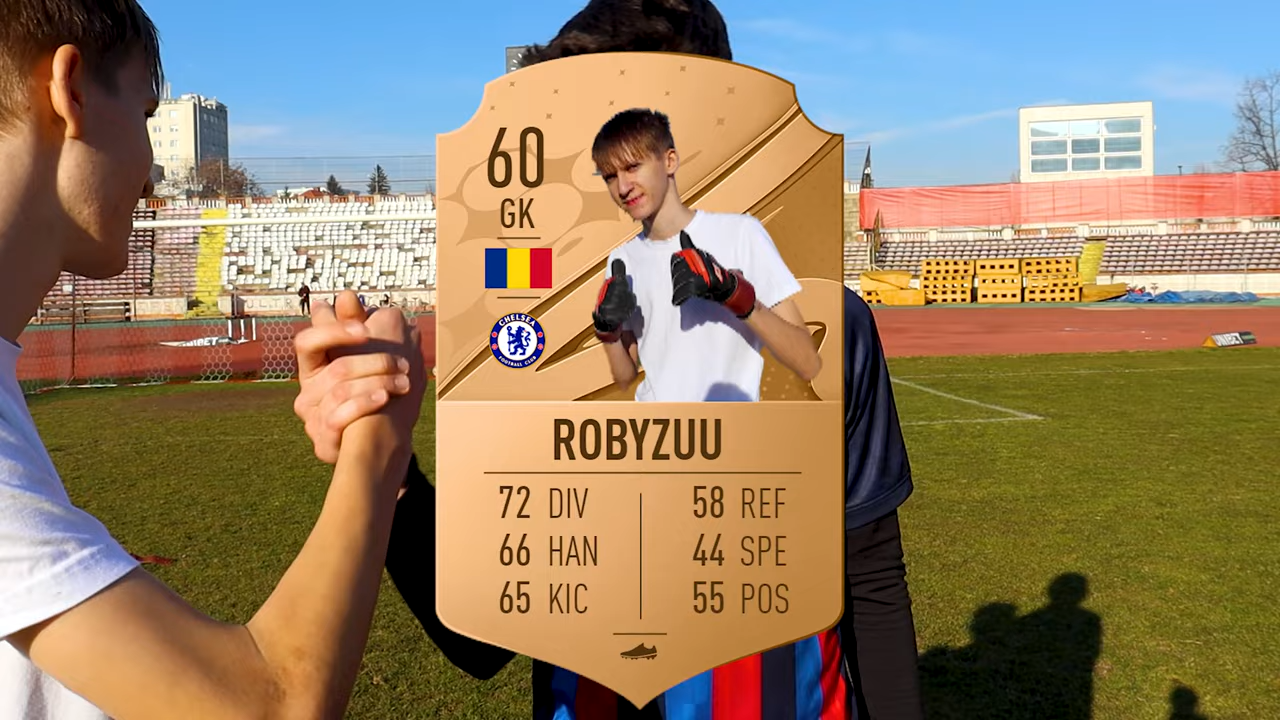 60
GK
CHELSEA
FOOTBALL CLUB
ROBYZUU
72 DIV
66 HAN
65 KIC
58 REF
44 SPE
55 POS